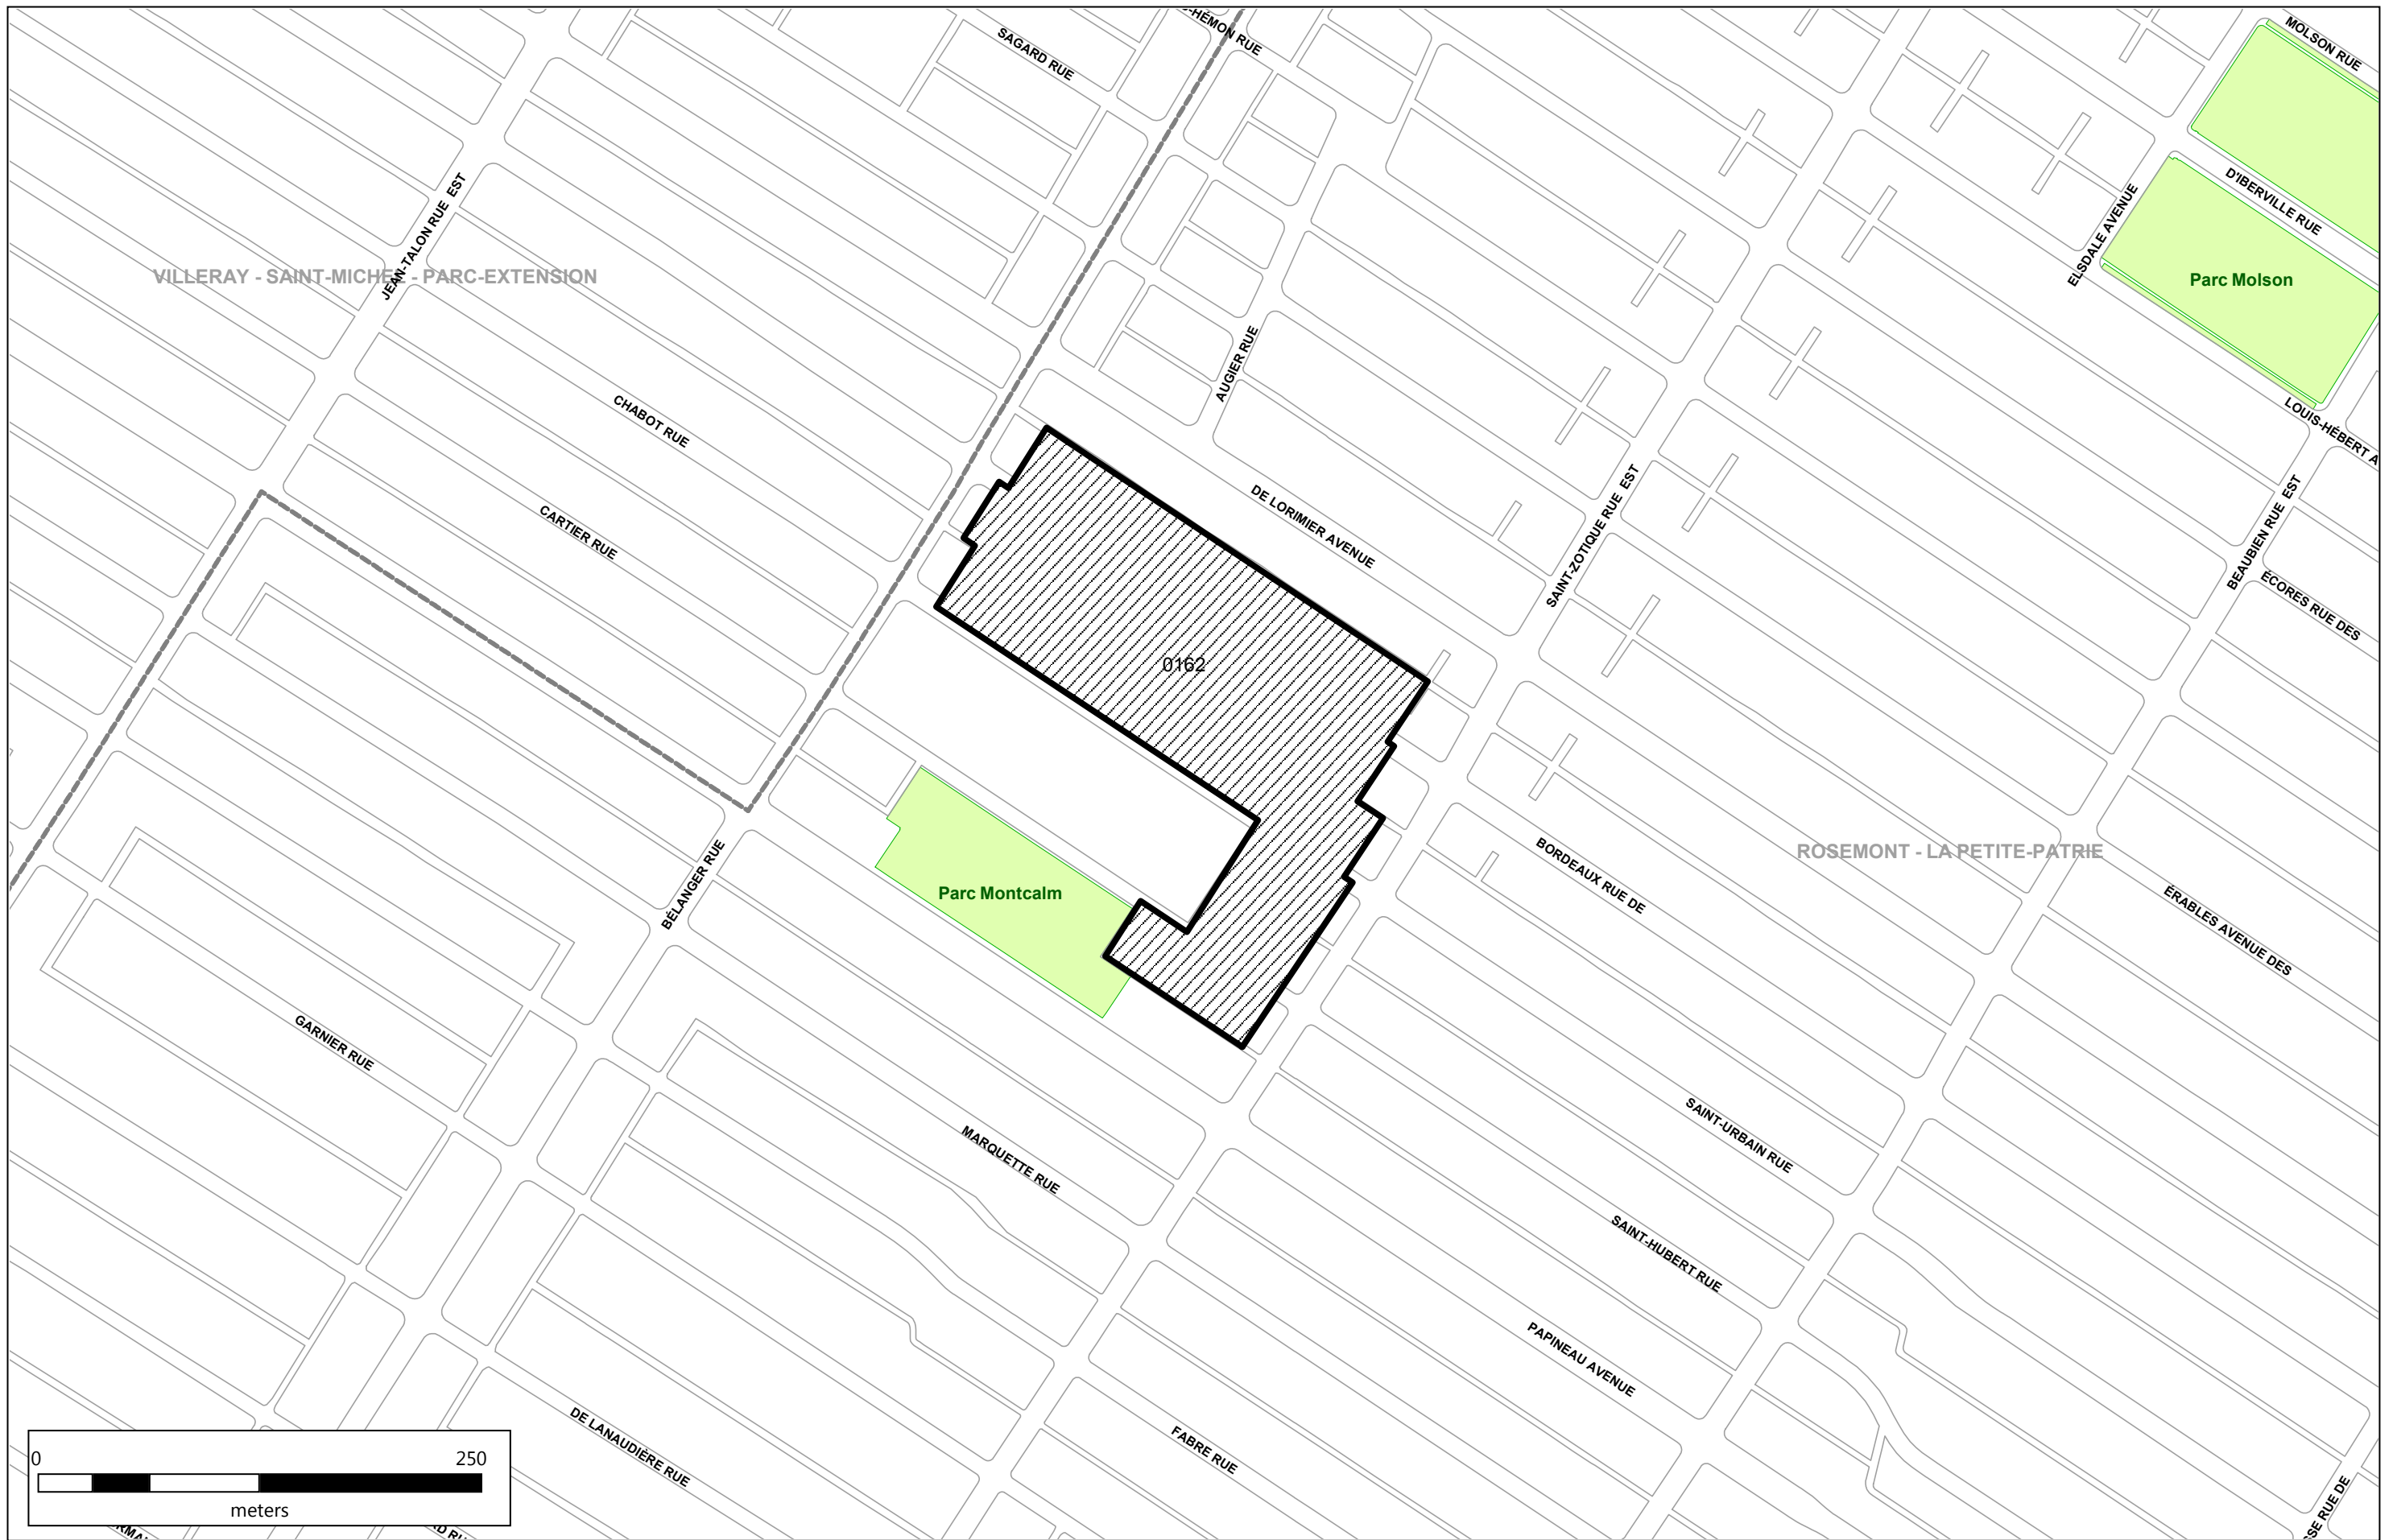 MOLSON RUE
SAGARD RUE
D'IBERVILLE RUE
ELSDALE AVENUE
JEAN-TALON RUE EST
VILLERAY - SAINT-MICHEL - PARC-EXTENSION
Parc Molson
AUGIER RUE
CHABOT RUE
LOUIS-HÉBERT A
DE LORIMIER AVENUE
CARTIER RUE
SAINT-ZOTIQUE RUE EST
BEAUBIEN RUE EST
ÉCORES RUE DES
0162
ROSEMONT - LA PETITE-PATRIE
BORDEAUX RUE DE
BÉLANGER RUE
Parc Montcalm
ÉRABLES AVENUE DES
GARNIER RUE
SAINT-URBAIN RUE
MARQUETTE RUE
SAINT-HUBERT RUE
PAPINEAU AVENUE
DE LANAUDIÈRE RUE
FABRE RUE
0 250
meters
SSE RUE DE